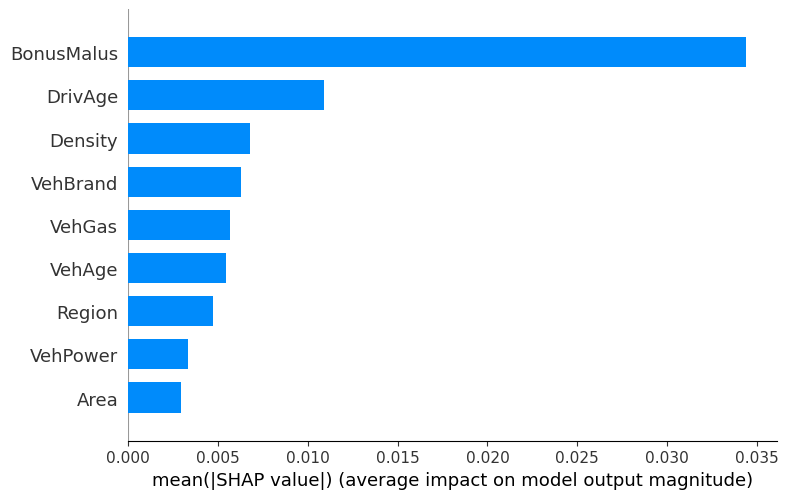 BonusMalus
DrivAge
Density
VehBrand
VehGas
VehAge
Region
VehPower
Area
0.000 0.005 0.010 0.015 0.020 0.025 0.030 0.035
mean(|SHAP value|) (average impact on model output magnitude)